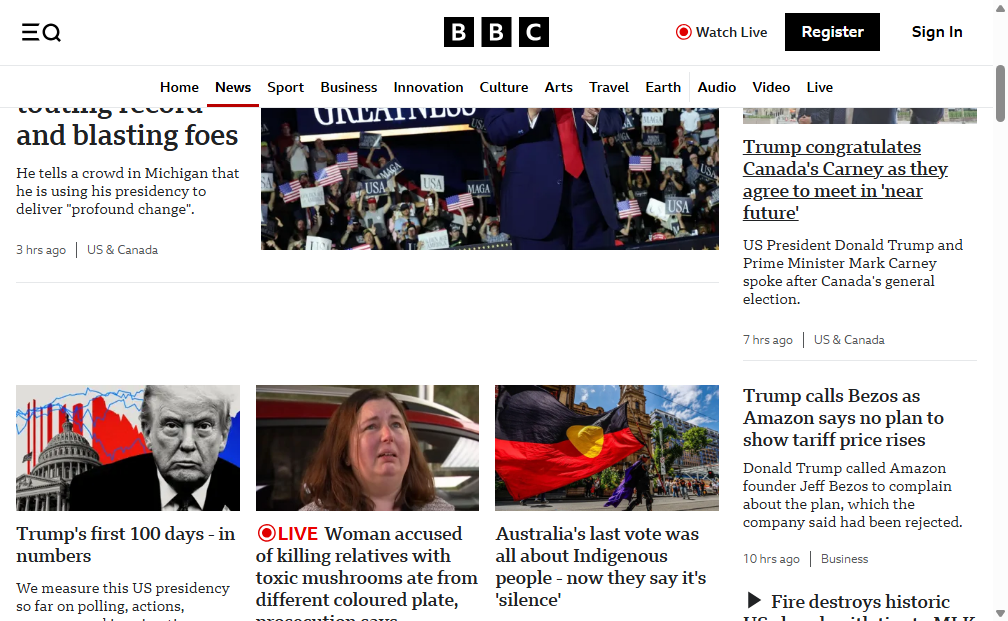 BBC
Watch Live
Register
Sign In
Home
News
Sport
Business
Innovation
Culture
Arts
Travel
Earth
Audio
Video
Live
touting record
and blasting foes
He tells a crowd in Michigan that
he is using his presidency to
deliver "profound change".
3 hrs ago
US & Canada
GREATNESS
USA
MAGA
USA
USA
MAGA
USA
Trump congratulates
Canada's Carney as they
agree to meet in 'near
future'
US President Donald Trump and
Prime Minister Mark Carney
spoke after Canada's general
election.
7 hrs ago
US & Canada
Trump's first 100 days - in
numbers
We measure this US presidency
so far on polling, actions,
LIVE Woman accused
of killing relatives with
toxic mushrooms ate from
different coloured plate,
prosecution says
Australia's last vote was
all about Indigenous
people - now they say it's
'silence'
Trump calls Bezos as
Amazon says no plan to
show tariff price rises
Donald Trump called Amazon
founder Jeff Bezos to complain
about the plan, which the
company said had been rejected.
10 hrs ago
Business
Fire destroys historic